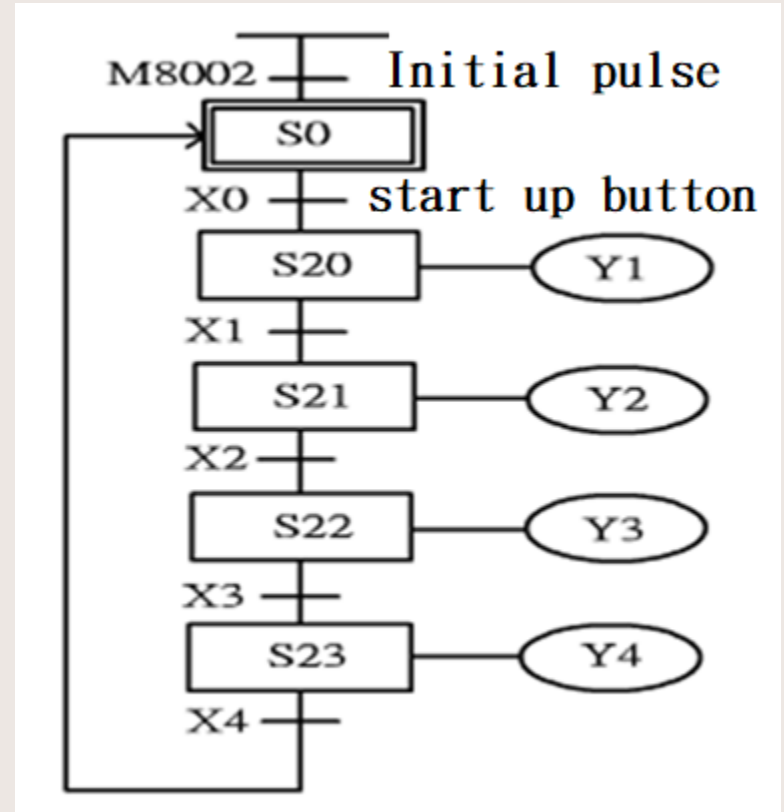 M8002 Initial pulse
S0
X0 start up button
S20 Y1
X1
S21 Y2
X2
S22 Y3
X3
S23 Y4
X4